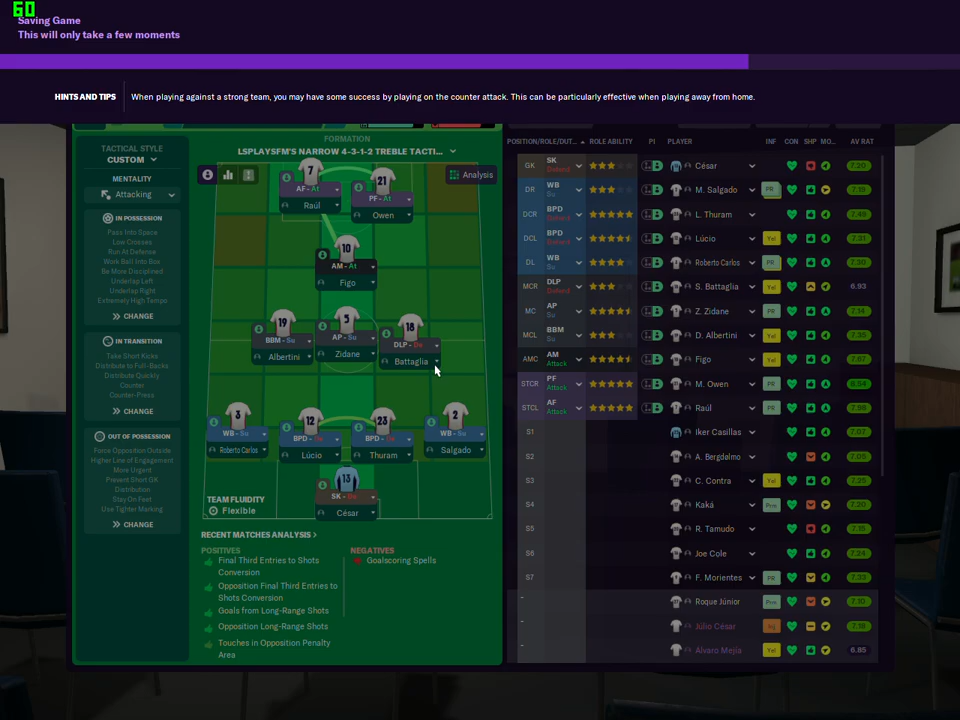 60
Saving Game
This will only take a few moments
HINTS AND TIPS
When playing against a strong team, you may have some success by playing on the counter attack. This can be particularly effective when playing away from home.
TACTICAL STYLE
CUSTOM
MENTALITY
Attacking
IN POSSESSION
Pass Into Space
Low Crosses
Run At Defence
Work Ball Into Box
Be More Disciplined
Underlap Left
Underlap Right
Extremely High Tempo
CHANGE
IN TRANSITION
Take Short Kicks
Distribute to Full-Backs
Distribute Quickly
Counter
Counter-Press
CHANGE
OUT OF POSSESSION
Force Opposition Outside
Higher Line of Engagement
More Urgent
Prevent Short GK
Distribution
Stay On Feet
Use Tighter Marking
CHANGE
FORMATION
LSPLAYSFM'S NARROW 4-3-1-2 TREBLE TACTI...
Analysis
7
AF - At
Raúl
21
PF - At
Owen
10
AM - At
Figo
19
BBM - Su
Albertini
5
AP - Su
Zidane
18
DLP - De
Battaglia
3
WB - Su
Roberto Carlos
12
BPD - De
Lúcio
23
BPD - De
Thuram
2
WB - Su
Salgado
13
SK - De
César
TEAM FLUIDITY
Flexible
RECENT MATCHES ANALYSIS >
POSITIVES
Final Third Entries to Shots
Conversion
Opposition Final Third Entries to
Shots Conversion
Goals from Long-Range Shots
Opposition Long-Range Shots
Touches in Opposition Penalty
Area
NEGATIVES
Goalscoring Spells
POSITION/ROLE/DUT... ROLE ABILITY PI PLAYER INF CON SHP MO... AV RAT
GK SK Defend César 7.20
DR WB Su PR M. Salgado 7.18
DCR BPD Defend L. Thuram 7.49
DCL BPD Defend Lúcio Yel 7.31
DL WB Su Roberto Carlos PR 7.30
MCR DLP Defend S. Battaglia Yel 6.93
MC AP Su Z. Zidane PR 7.14
MCL BBM Su D. Albertini Yel 7.35
AMC AM Attack Figo Yel 7.67
STCR PF Attack M. Owen PR 6.54
STCL AF Attack Raúl PR 7.98
S1 Iker Casillas 7.07
S2 A. Bergdølmo 7.05
S3 C. Contra Yel 7.25
S4 Kaká Prm 7.20
S5 R. Tamudo 7.15
S6 Joe Cole 7.24
S7 F. Morientes PR 7.33
- Roque Júnior Prm 7.10
- Júlio César Inj 7.18
- Álvaro Mejía Yel 6.85